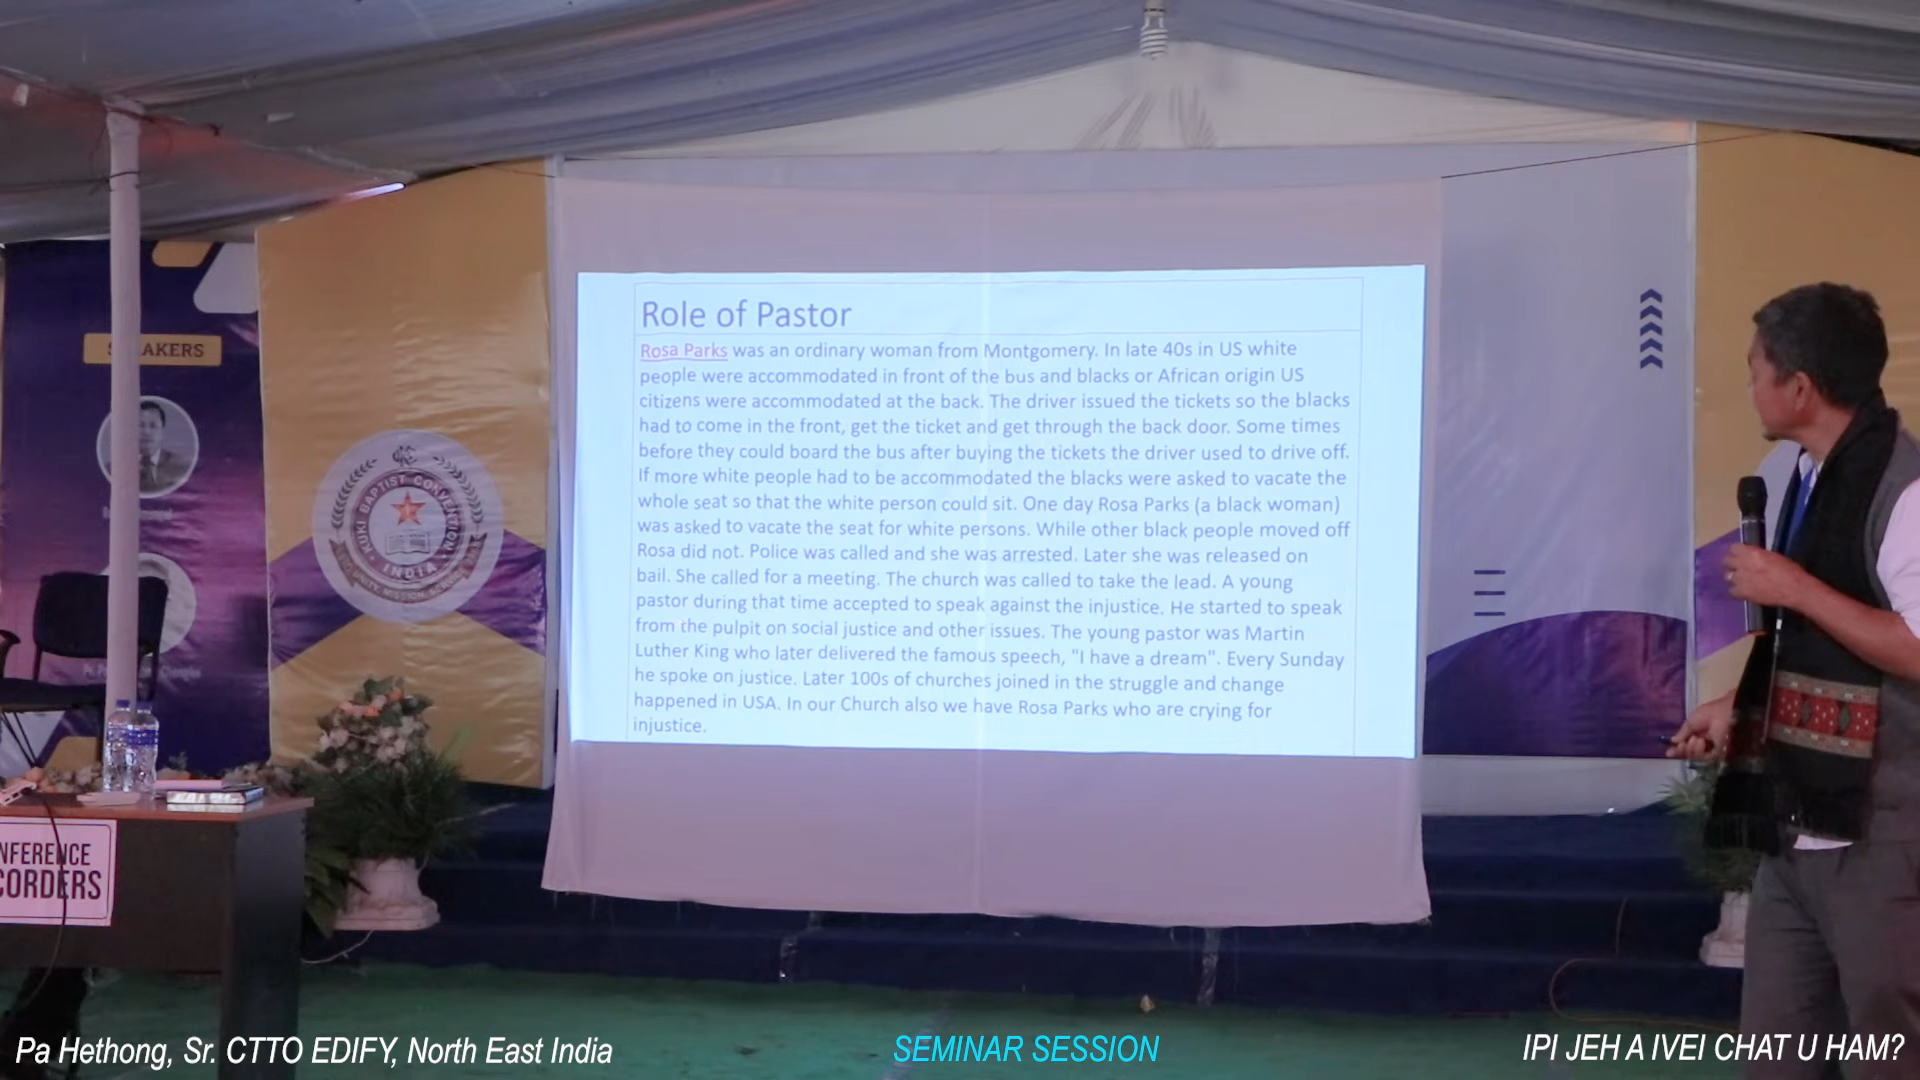 SPEAKERS
KUKI BAPTIST CONVENTION
INDIA
Role of Pastor
Rosa Parks was an ordinary woman from Montgomery. In late 40s in US white
people were accommodated in front of the bus and blacks or African origin US
citizens were accommodated at the back. The driver issued the tickets so the blacks
had to come in the front, get the ticket and get through the back door. Some times
before they could board the bus after buying the tickets the driver used to drive off.
If more white people had to be accommodated the blacks were asked to vacate the
whole seat so that the white person could sit. One day Rosa Parks (a black woman)
was asked to vacate the seat for white persons. While other black people moved off
Rosa did not. Police was called and she was arrested. Later she was released on
bail. She called for a meeting. The church was called to take the lead. A young
pastor during that time accepted to speak against the injustice. He started to speak
from the pulpit on social justice and other issues. The young pastor was Martin
Luther King who later delivered the famous speech, "I have a dream". Every Sunday
he spoke on justice. Later 100s of churches joined in the struggle and change
happened in USA. In our Church also we have Rosa Parks who are crying for
injustice.
NFERENCE
CORDERS
Pa Hethong, Sr. CTTO EDIFY, North East India
SEMINAR SESSION
IPI JEH A IVEI CHAT U HAM?